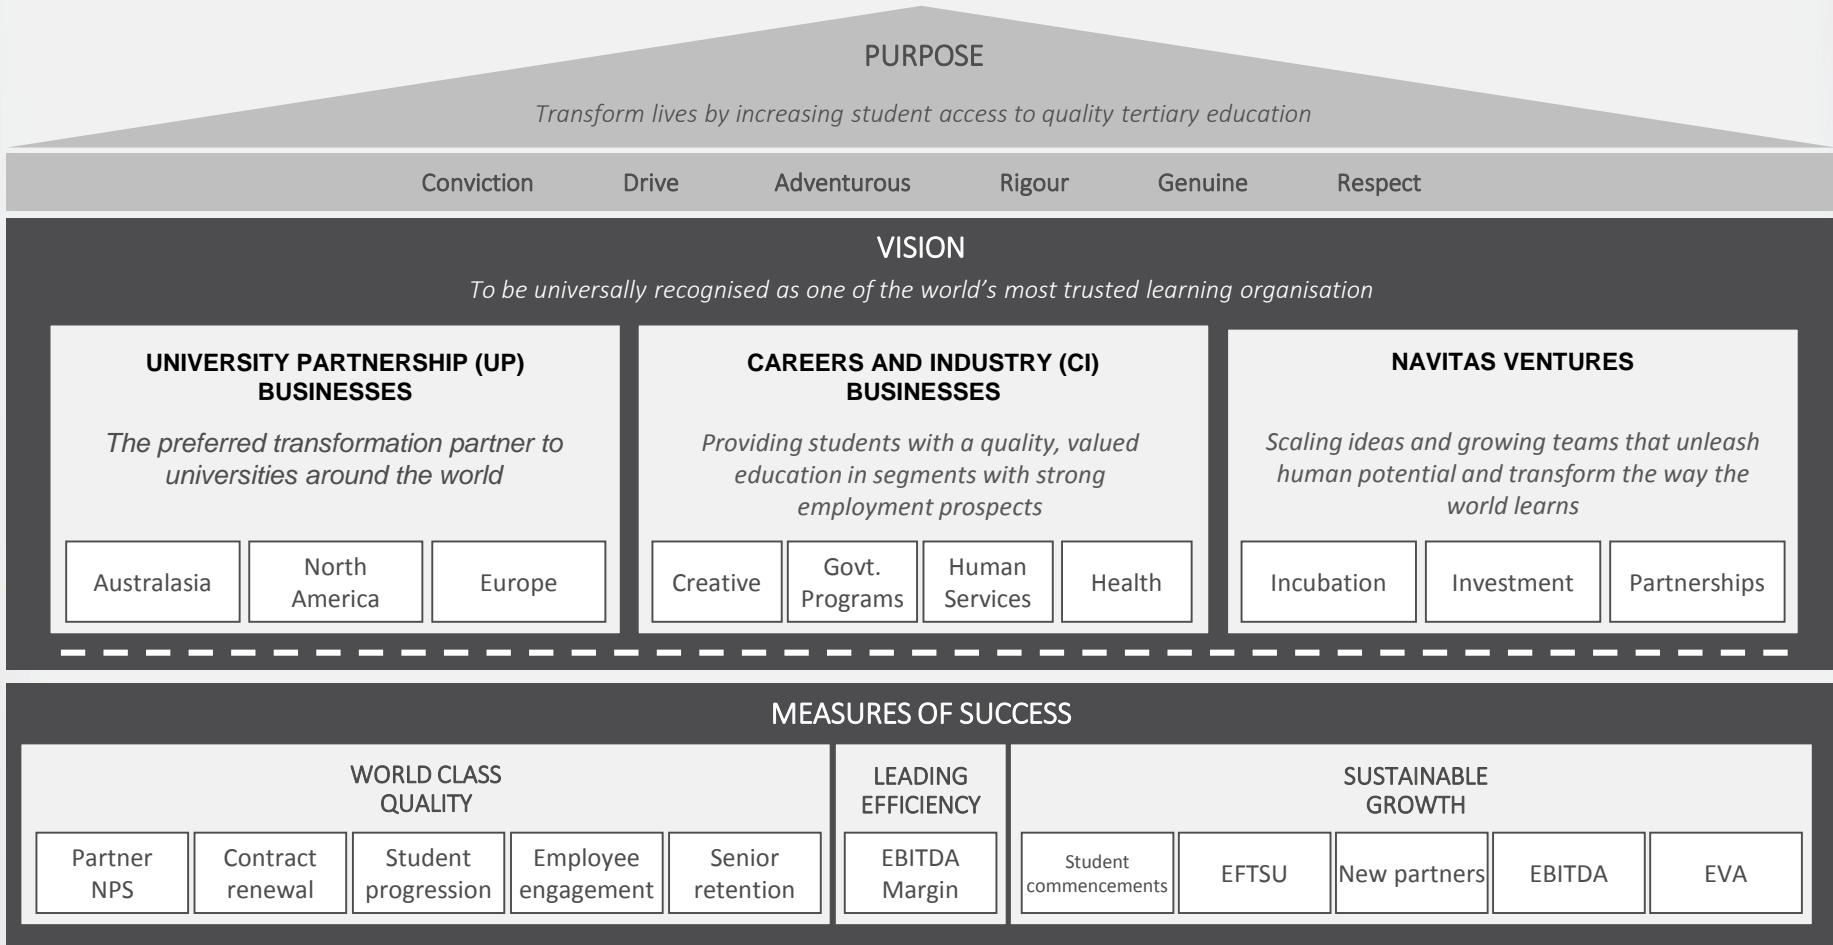 PURPOSE
Transform lives by increasing student access to quality tertiary education
Conviction Drive Adventurous Rigour Genuine Respect
VISION
To be universally recognised as one of the world's most trusted learning organisation
UNIVERSITY PARTNERSHIP (UP)
BUSINESSES
The preferred transformation partner to
universities around the world
Australasia
North
America
Europe
CAREERS AND INDUSTRY (CI)
BUSINESSES
Providing students with a quality, valued
education in segments with strong
employment prospects
Creative
Govt.
Programs
Human
Services
Health
NAVITAS VENTURES
Scaling ideas and growing teams that unleash
human potential and transform the way the
world learns
Incubation
Investment
Partnerships
MEASURES OF SUCCESS
WORLD CLASS
QUALITY
Partner
NPS
Contract
renewal
Student
progression
Employee
engagement
Senior
retention
LEADING
EFFICIENCY
EBITDA
Margin
SUSTAINABLE
GROWTH
Student
commencements
EFTSU
New partners
EBITDA
EVA